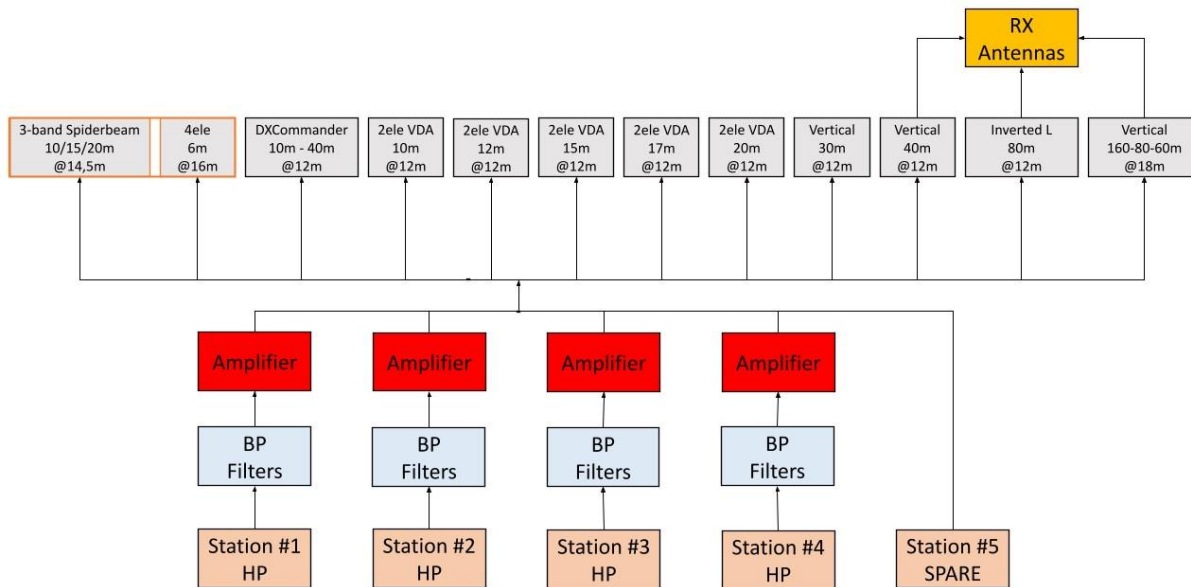 RX
Antennas
3-band Spiderbeam
10/15/20m
@14,5m
4ele
6m
@16m
DXCommander
10m - 40m
@12m
2ele VDA
10m
@12m
2ele VDA
12m
@12m
2ele VDA
15m
@12m
2ele VDA
17m
@12m
2ele VDA
20m
@12m
Vertical
30m
@12m
Vertical
40m
@12m
Inverted L
80m
@12m
Vertical
160-80-60m
@18m
Amplifier
Amplifier
Amplifier
Amplifier
BP
Filters
BP
Filters
BP
Filters
BP
Filters
Station #1
HP
Station #2
HP
Station #3
HP
Station #4
HP
Station #5
SPARE